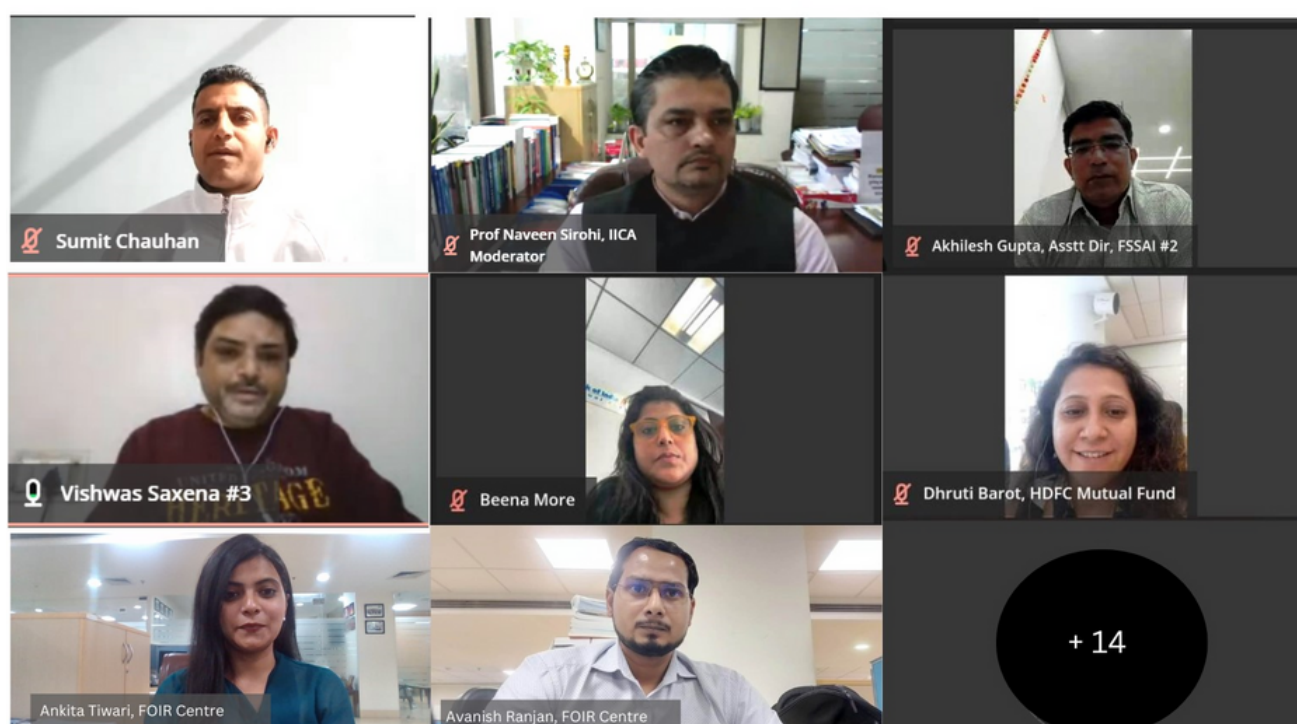 Sumit Chauhan
Prof Naveen Sirohi, IICA
Moderator
Akhilesh Gupta, Asstt Dir, FSSAI #2
Vishwas Saxena #3
HERITAGE
Beena More
Dhruti Barot, HDFC Mutual Fund
Ankita Tiwari, FOIR Centre
Avanish Ranjan, FOIR Centre
+ 14